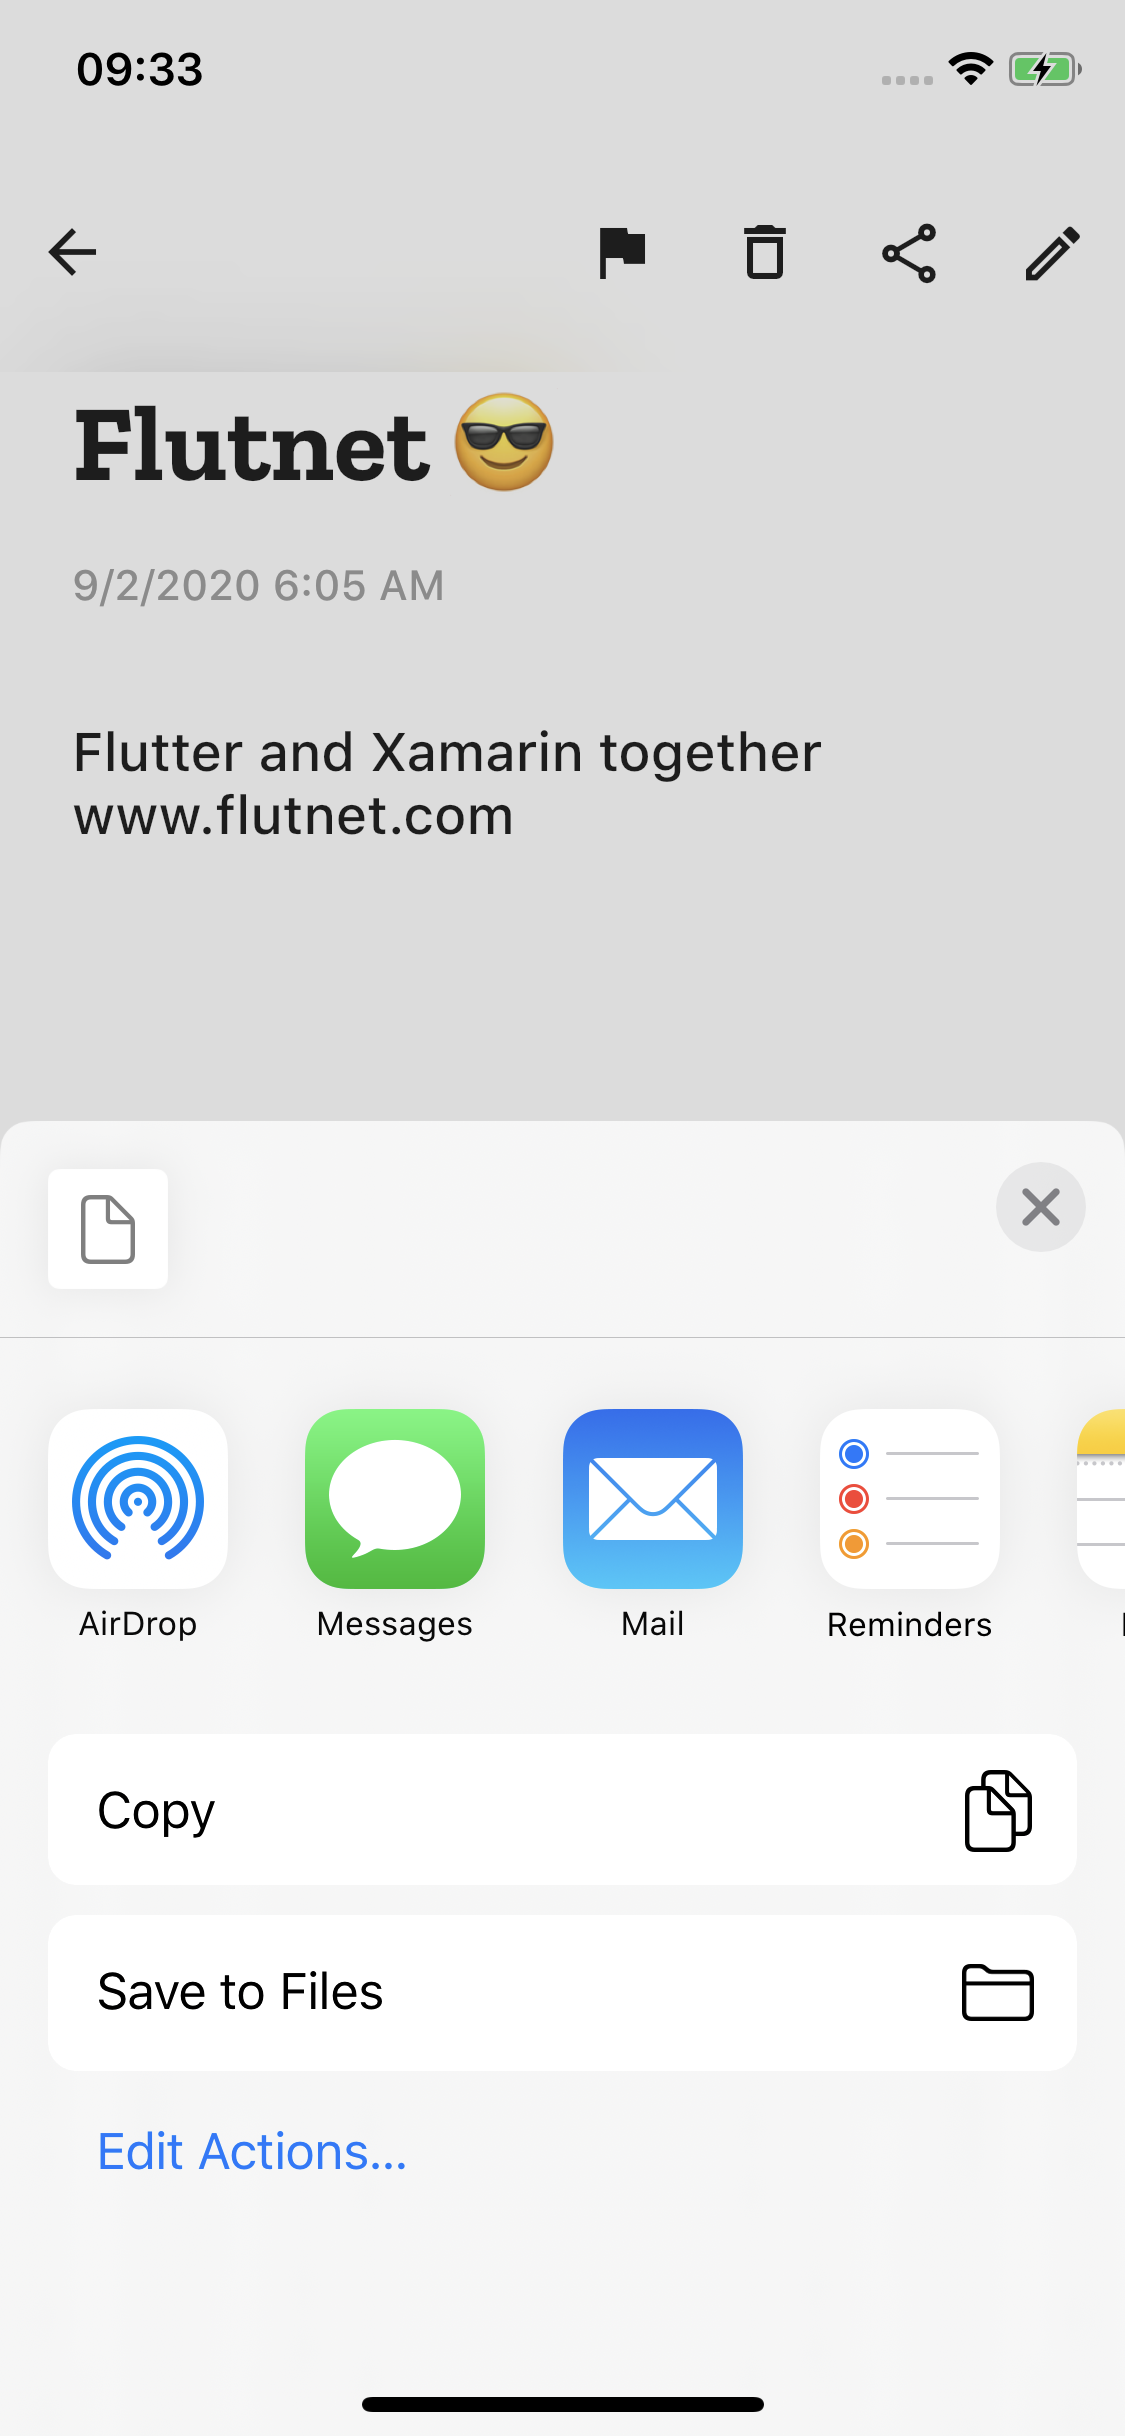 09:33
Flutnet 😎
9/2/2020 6:05 AM
Flutter and Xamarin together
www.flutnet.com
AirDrop
Messages
Mail
Reminders
Copy
Save to Files
Edit Actions...